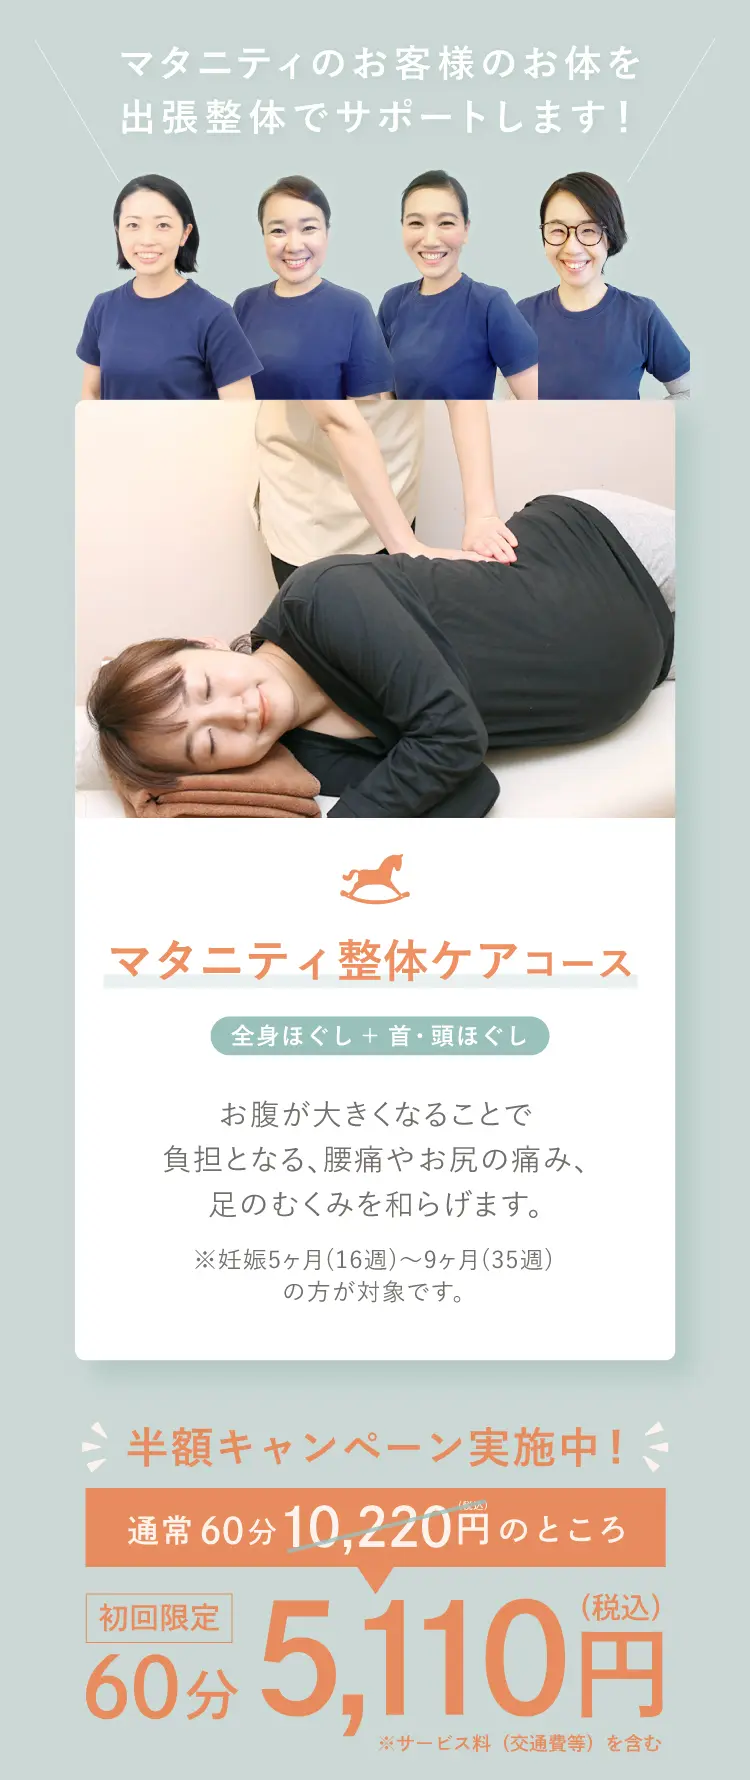 マタニティのお客様のお体を
出張整体でサポートします！
マタニティ整体ケアコース
全身ほぐし + 首・頭ほぐし
お腹が大きくなることで
負担となる、腰痛やお尻の痛み、
足のむくみを和らげます。
※妊娠5ヶ月(16週)～9ヶ月(35週)
の方が対象です。
半額キャンペーン実施中！
通常60分10,220円(税込)のところ
初回限定
60分 5,110円(税込)
※サービス料（交通費等）を含む